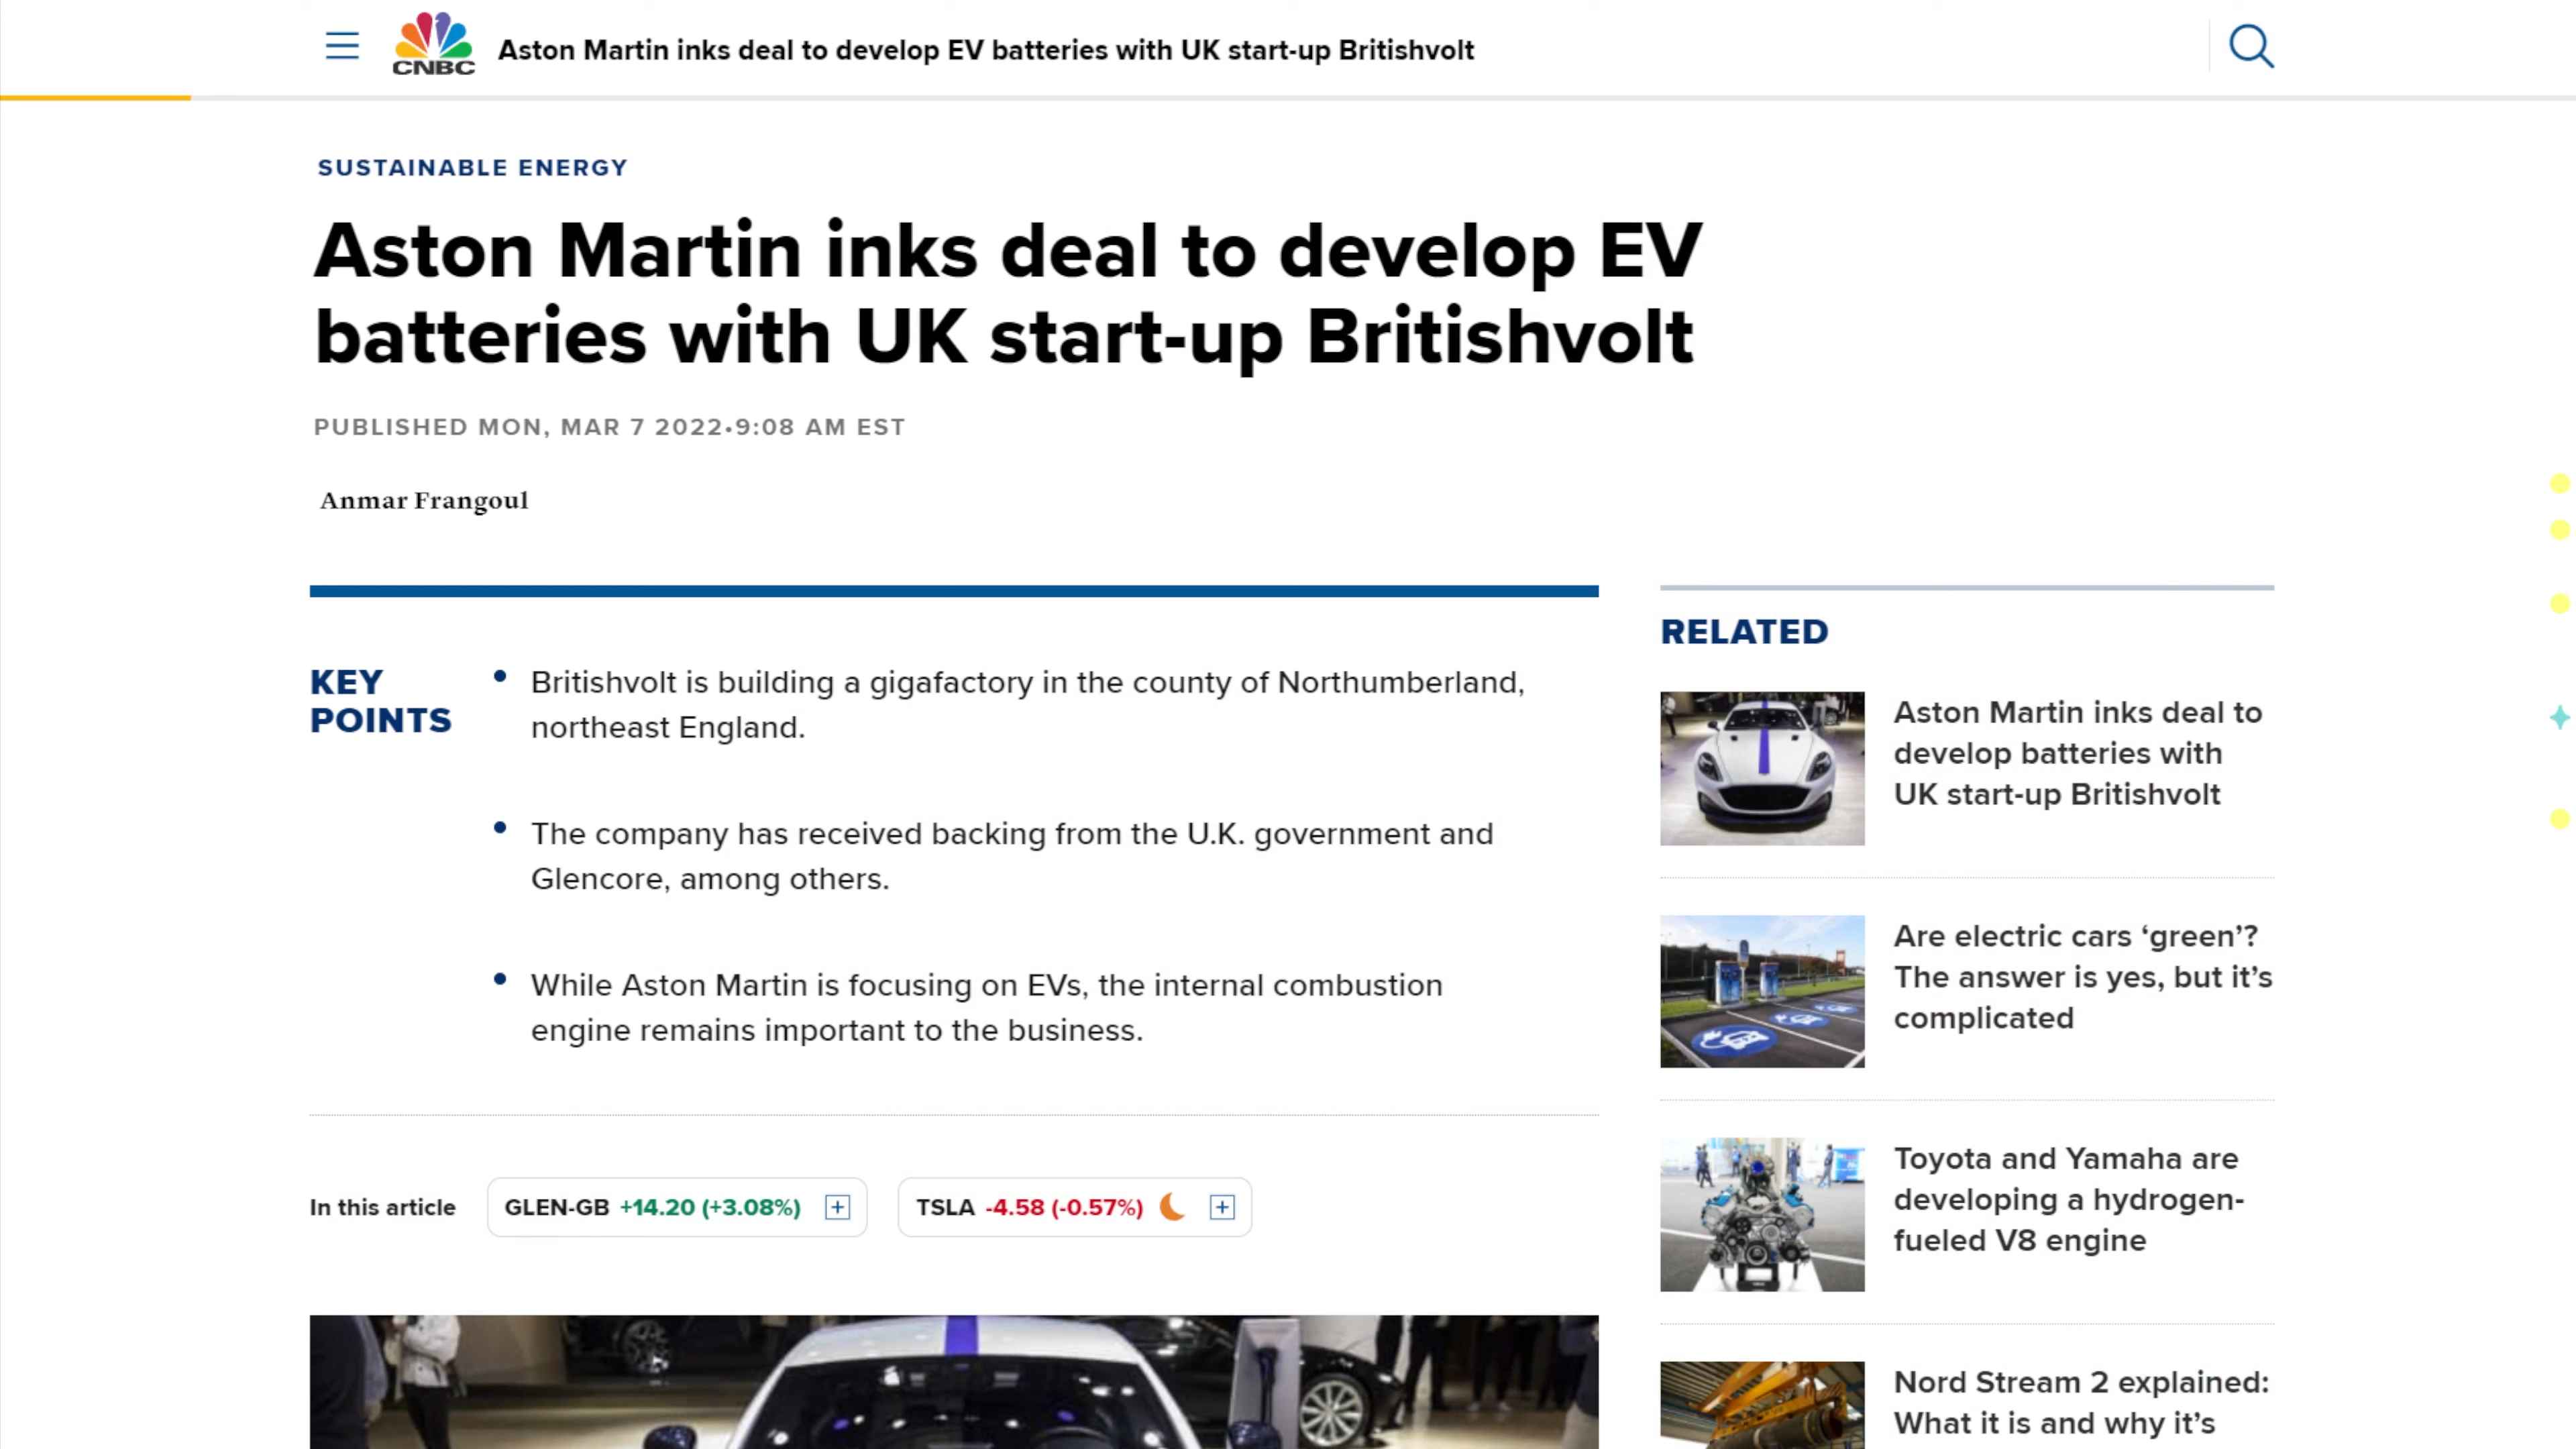 CNBC
Aston Martin inks deal to develop EV batteries with UK start-up Britishvolt
SUSTAINABLE ENERGY
Aston Martin inks deal to develop EV
batteries with UK start-up Britishvolt
PUBLISHED MON, MAR 7 2022•9:08 AM EST
Anmar Frangoul
KEY
POINTS
• Britishvolt is building a gigafactory in the county of Northumberland,
northeast England.
• The company has received backing from the U.K. government and
Glencore, among others.
• While Aston Martin is focusing on EVs, the internal combustion
engine remains important to the business.
In this article
GLEN-GB +14.20 (+3.08%)
TSLA -4.58 (-0.57%)
RELATED
Aston Martin inks deal to
develop batteries with
UK start-up Britishvolt
Are electric cars ‘green’?
The answer is yes, but it’s
complicated
Toyota and Yamaha are
developing a hydrogen-
fueled V8 engine
Nord Stream 2 explained:
What it is and why it’s